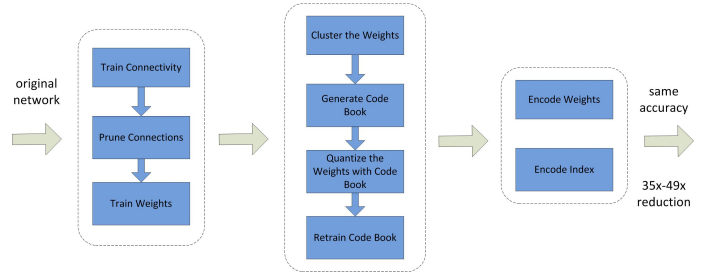 original
network
Train Connectivity
Prune Connections
Train Weights
Cluster the Weights
Generate Code
Book
Quantize the
Weights with Code
Book
Retrain Code Book
Encode Weights
Encode Index
same
accuracy
35x-49x
reduction